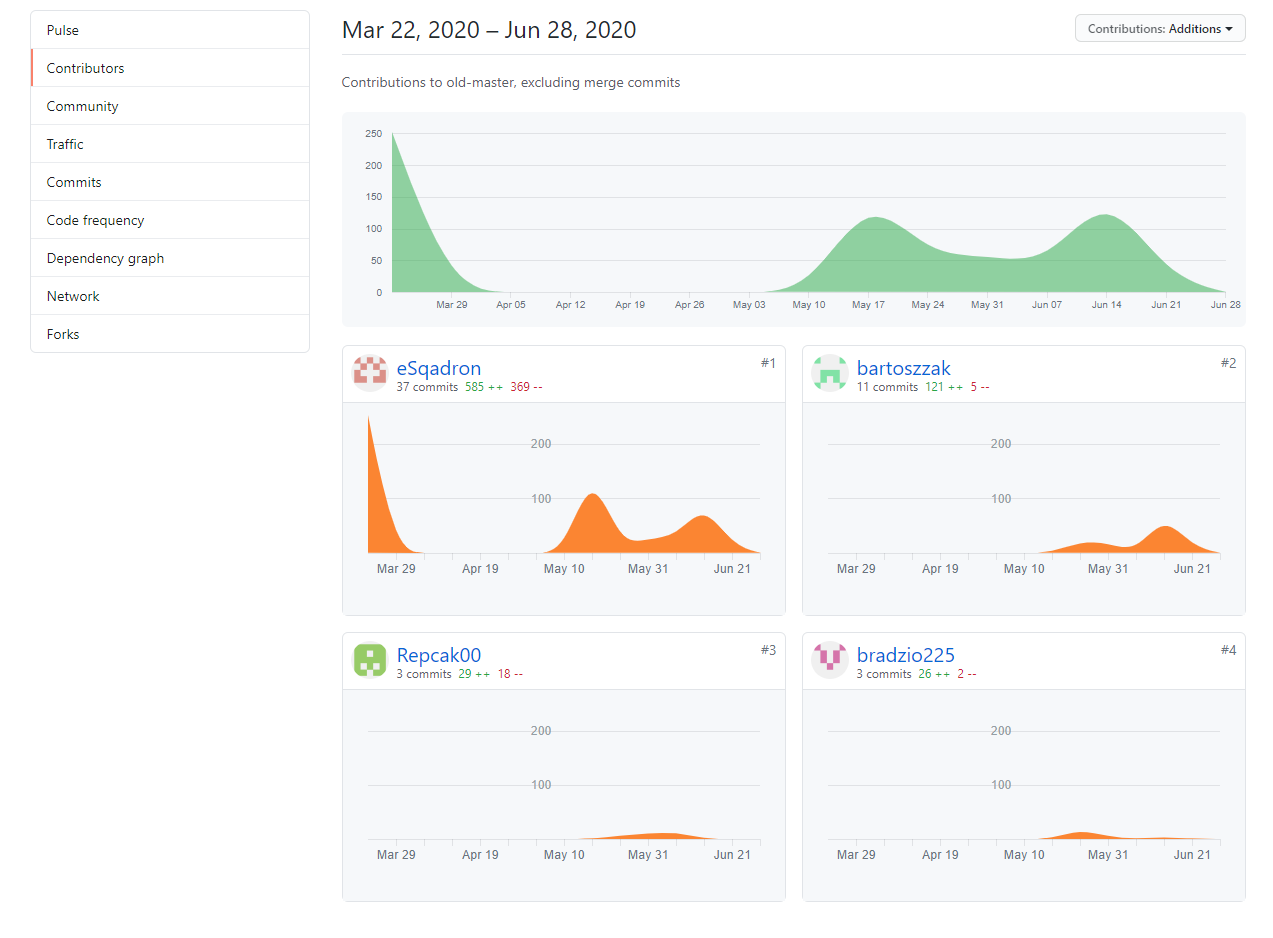 Pulse
Contributors
Community
Traffic
Commits
Code frequency
Dependency graph
Network
Forks
Mar 22, 2020 – Jun 28, 2020
Contributions: Additions
Contributions to old-master, excluding merge commits
250
200
150
100
50
0
Mar 29 Apr 05 Apr 12 Apr 19 Apr 26 May 03 May 10 May 17 May 24 May 31 Jun 07 Jun 14 Jun 21 Jun 28
eSqadron #1
37 commits 585 ++ 369 --
200
100
Mar 29 Apr 19 May 10 May 31 Jun 21
bartoszzak #2
11 commits 121 ++ 5 --
200
100
Mar 29 Apr 19 May 10 May 31 Jun 21
Repcak00 #3
3 commits 29 ++ 18 --
200
100
Mar 29 Apr 19 May 10 May 31 Jun 21
bradzio225 #4
3 commits 26 ++ 2 --
200
100
Mar 29 Apr 19 May 10 May 31 Jun 21